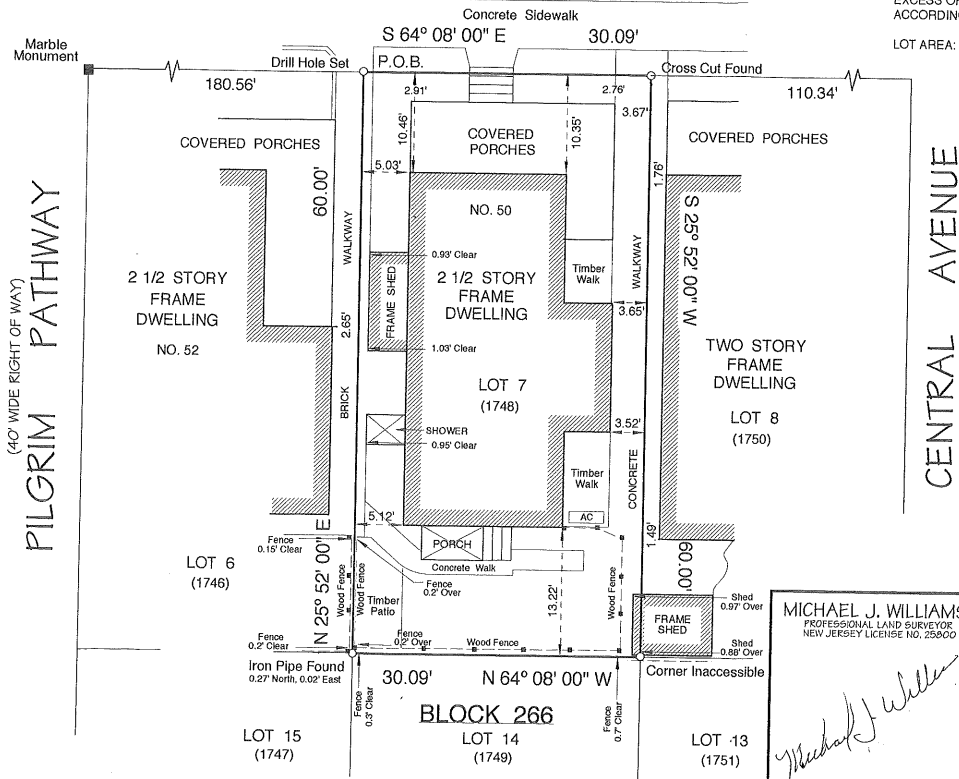 Concrete Sidewalk
EXCESS OF
ACCORDING
LOT AREA:
S 64° 08' 00" E
30.09'
Marble
Monument
Drill Hole Set
P.O.B.
Cross Cut Found
180.56'
2.91'
2.76'
3.67'
110.34'
COVERED PORCHES
10.46'
COVERED
PORCHES
10.35'
COVERED PORCHES
5.03'
1.76'
60.00'
NO. 50
S 25° 52' 00" W
WALKWAY
WALKWAY
0.93' Clear
FRAME SHED
2 1/2 STORY
FRAME
DWELLING
NO. 52
2 1/2 STORY
FRAME
DWELLING
Timber
Walk
3.65'
2.65'
1.03' Clear
TWO STORY
FRAME
DWELLING
LOT 7
(1748)
LOT 8
(1750)
BRICK
SHOWER
0.95' Clear
3.52'
CONCRETE
Timber
Walk
AC
PILGRIM PATHWAY
(40' WIDE RIGHT OF WAY)
CENTRAL AVENUE
5.12'
1.49'
60.00'
N 25° 52' 00" E
PORCH
Concrete Walk
Fence
0.15' Clear
LOT 6
(1746)
Wood Fence
Wood Fence
Fence
0.2' Over
Timber
Patio
13.22'
Wood Fence
Shed
0.97' Over
FRAME
SHED
Fence
0.2' Clear
Fence
0.2' Over
Wood Fence
Shed
0.88' Over
Iron Pipe Found
0.27' North, 0.02' East
30.09'
N 64° 08' 00" W
Corner Inaccessible
Fence
0.3' Clear
Fence
0.7' Clear
BLOCK 266
LOT 15
(1747)
LOT 14
(1749)
LOT 13
(1751)
MICHAEL J. WILLIAMS
PROFESSIONAL LAND SURVEYOR
NEW JERSEY LICENSE NO. 25800
Michael J. Willia